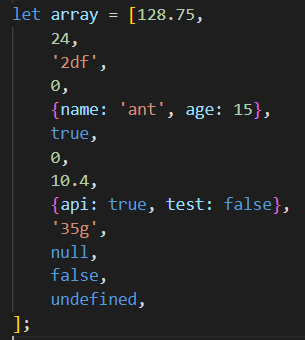 let array = [128.75,
24,
'2df',
0,
{name: 'ant', age: 15},
true,
0,
10.4,
{api: true, test: false},
'35g',
null,
false,
undefined,
];